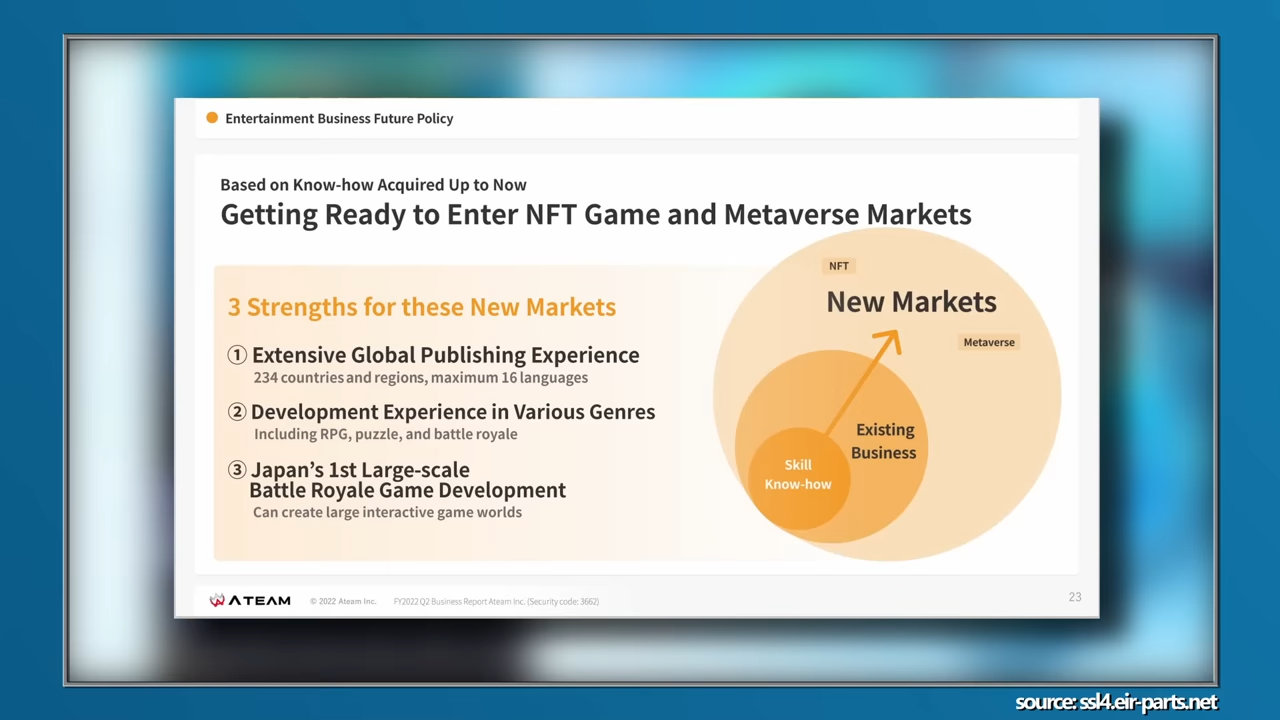 Entertainment Business Future Policy
Based on Know-how Acquired Up to Now
Getting Ready to Enter NFT Game and Metaverse Markets
3 Strengths for these New Markets
① Extensive Global Publishing Experience
234 countries and regions, maximum 16 languages
② Development Experience in Various Genres
Including RPG, puzzle, and battle royale
③ Japan's 1st Large-scale
Battle Royale Game Development
Can create large interactive game worlds
NFT
New Markets
Metaverse
Existing
Business
Skill
Know-how
ATEAM
© 2022 Ateam Inc.
FY2022 Q2 Business Report Ateam Inc. (Security code: 3662)
23
source: ssl4.eir-parts.net